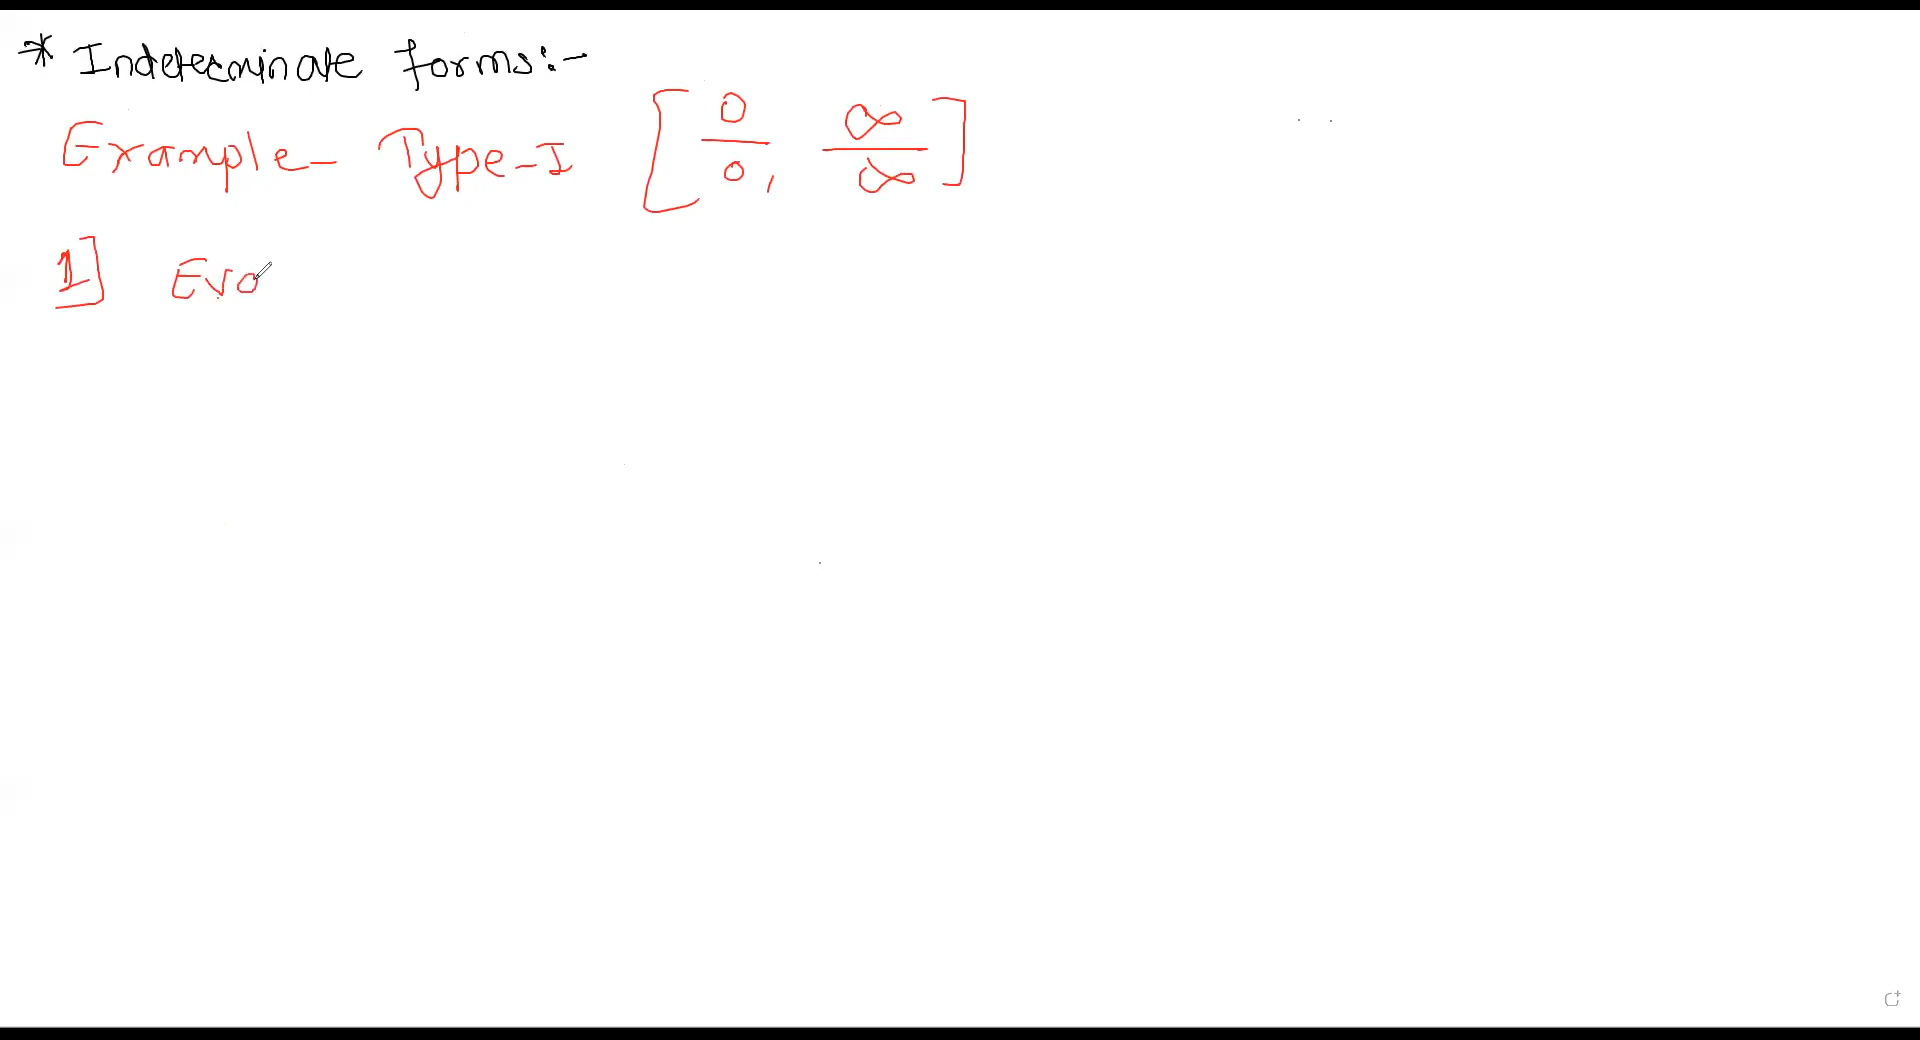 * Indeterminate forms:-
Example- Type-I [0/0, ∞/∞]
1] Eva